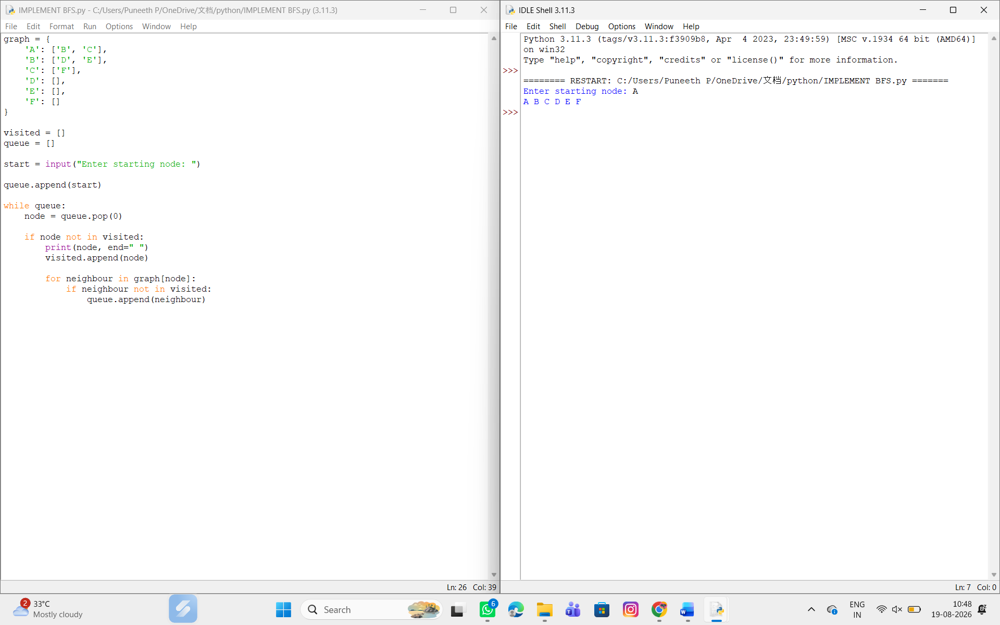 IMPLEMENT BFS.py - C:/Users/Puneeth P/OneDrive/文档/python/IMPLEMENT BFS.py (3.11.3)
File Edit Format Run Options Window Help
graph = {
    'A': ['B', 'C'],
    'B': ['D', 'E'],
    'C': ['F'],
    'D': [],
    'E': [],
    'F': []
}
visited = []
queue = []
start = input("Enter starting node: ")
queue.append(start)
while queue:
    node = queue.pop(0)
    if node not in visited:
        print(node, end=" ")
        visited.append(node)
        for neighbour in graph[node]:
            if neighbour not in visited:
                queue.append(neighbour)
Ln: 26 Col: 39
IDLE Shell 3.11.3
File Edit Shell Debug Options Window Help
Python 3.11.3 (tags/v3.11.3:f3909b8, Apr  4 2023, 23:49:59) [MSC v.1934 64 bit (AMD64)]
on win32
Type "help", "copyright", "credits" or "license()" for more information.
>>>
======== RESTART: C:/Users/Puneeth P/OneDrive/文档/python/IMPLEMENT BFS.py =======
Enter starting node: A
A B C D E F
>>>
Ln: 7 Col: 0
2
33°C
Mostly cloudy
Search
6
ENG
IN
10:48
19-08-2026